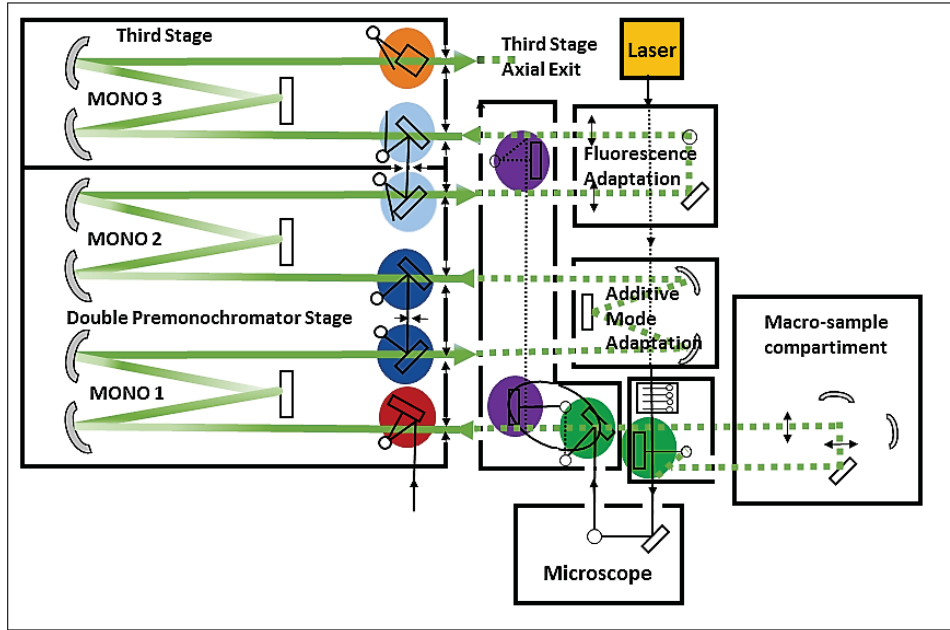 Third Stage
MONO 3
Third Stage
Axial Exit
Laser
Fluorescence
Adaptation
MONO 2
Double Premonochromator Stage
Additive
Mode
Adaptation
Macro-sample
compartiment
MONO 1
Microscope